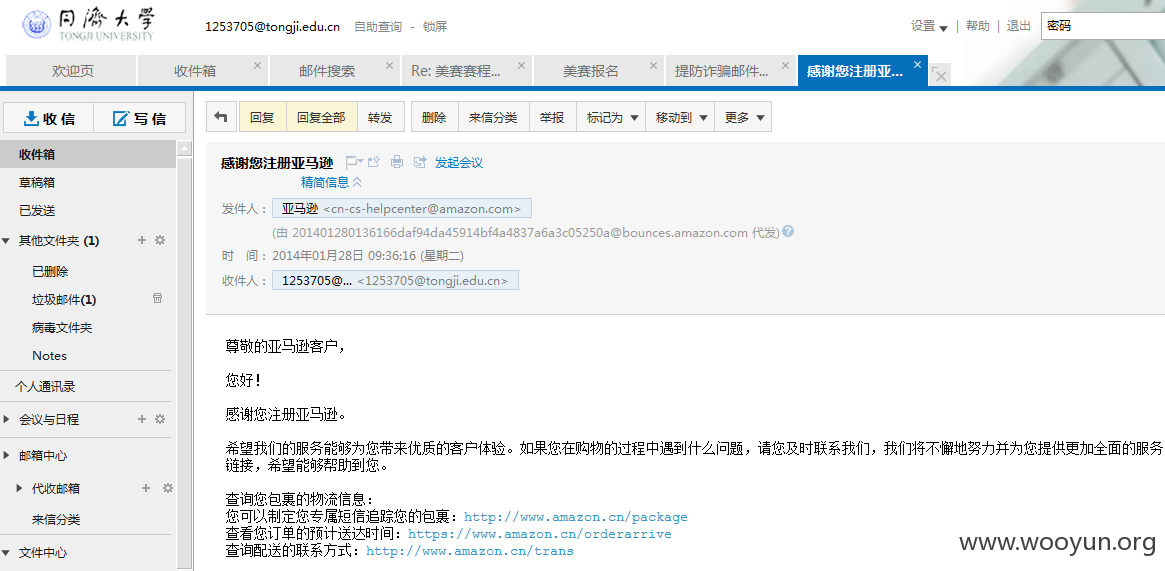 同濟大学
TONGJI UNIVERSITY
1253705@tongji.edu.cn 自助查询 - 锁屏
设置 | 帮助 | 退出 密码
欢迎页 收件箱 邮件搜索 Re: 美赛赛程... 美赛报名 提防诈骗邮件... 感谢您注册亚...
收信 写信
回复 回复全部 转发 删除 来信分类 举报 标记为 移动到 更多
收件箱
草稿箱
已发送
其他文件夹 (1)
已删除
垃圾邮件(1)
病毒文件夹
Notes
个人通讯录
会议与日程
邮箱中心
代收邮箱
来信分类
文件中心
感谢您注册亚马逊 发起会议
精简信息
发件人： 亚马逊 <cn-cs-helpcenter@amazon.com>
(由 201401280136166daf94da45914bf4a4837a6a3c05250a@bounces.amazon.com 代发)
时 间： 2014年01月28日 09:36:16 (星期二)
收件人： 1253705@... <1253705@tongji.edu.cn>
尊敬的亚马逊客户，
您好！
感谢您注册亚马逊。
希望我们的服务能够为您带来优质的客户体验。如果您在购物的过程中遇到什么问题，请您及时联系我们，我们将不懈地努力并为您提供更加全面的服务
链接，希望能够帮助到您。
查询您包裹的物流信息：
您可以制定您专属短信追踪您的包裹：http://www.amazon.cn/package
查看您订单的预计送达时间：https://www.amazon.cn/orderarrive
查询配送的联系方式：http://www.amazon.cn/trans
www.wooyun.org